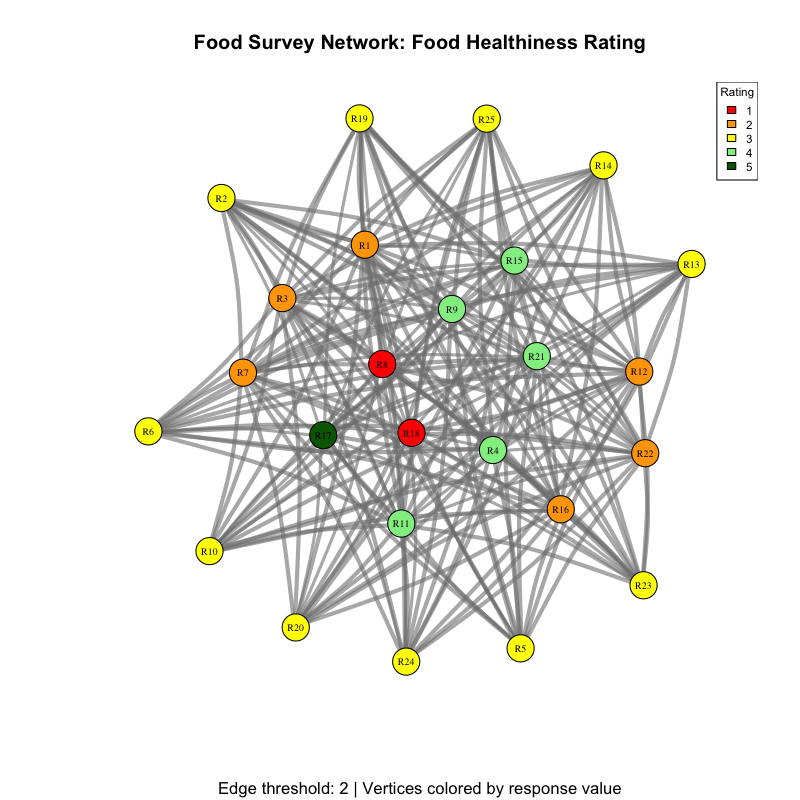 Food Survey Network: Food Healthiness Rating
Rating
1
2
3
4
5
R19
R25
R14
R2
R1
R15
R13
R3
R9
R21
R8
R7
R12
R6
R17
R18
R4
R22
R16
R11
R10
R23
R20
R5
R24
Edge threshold: 2 | Vertices colored by response value